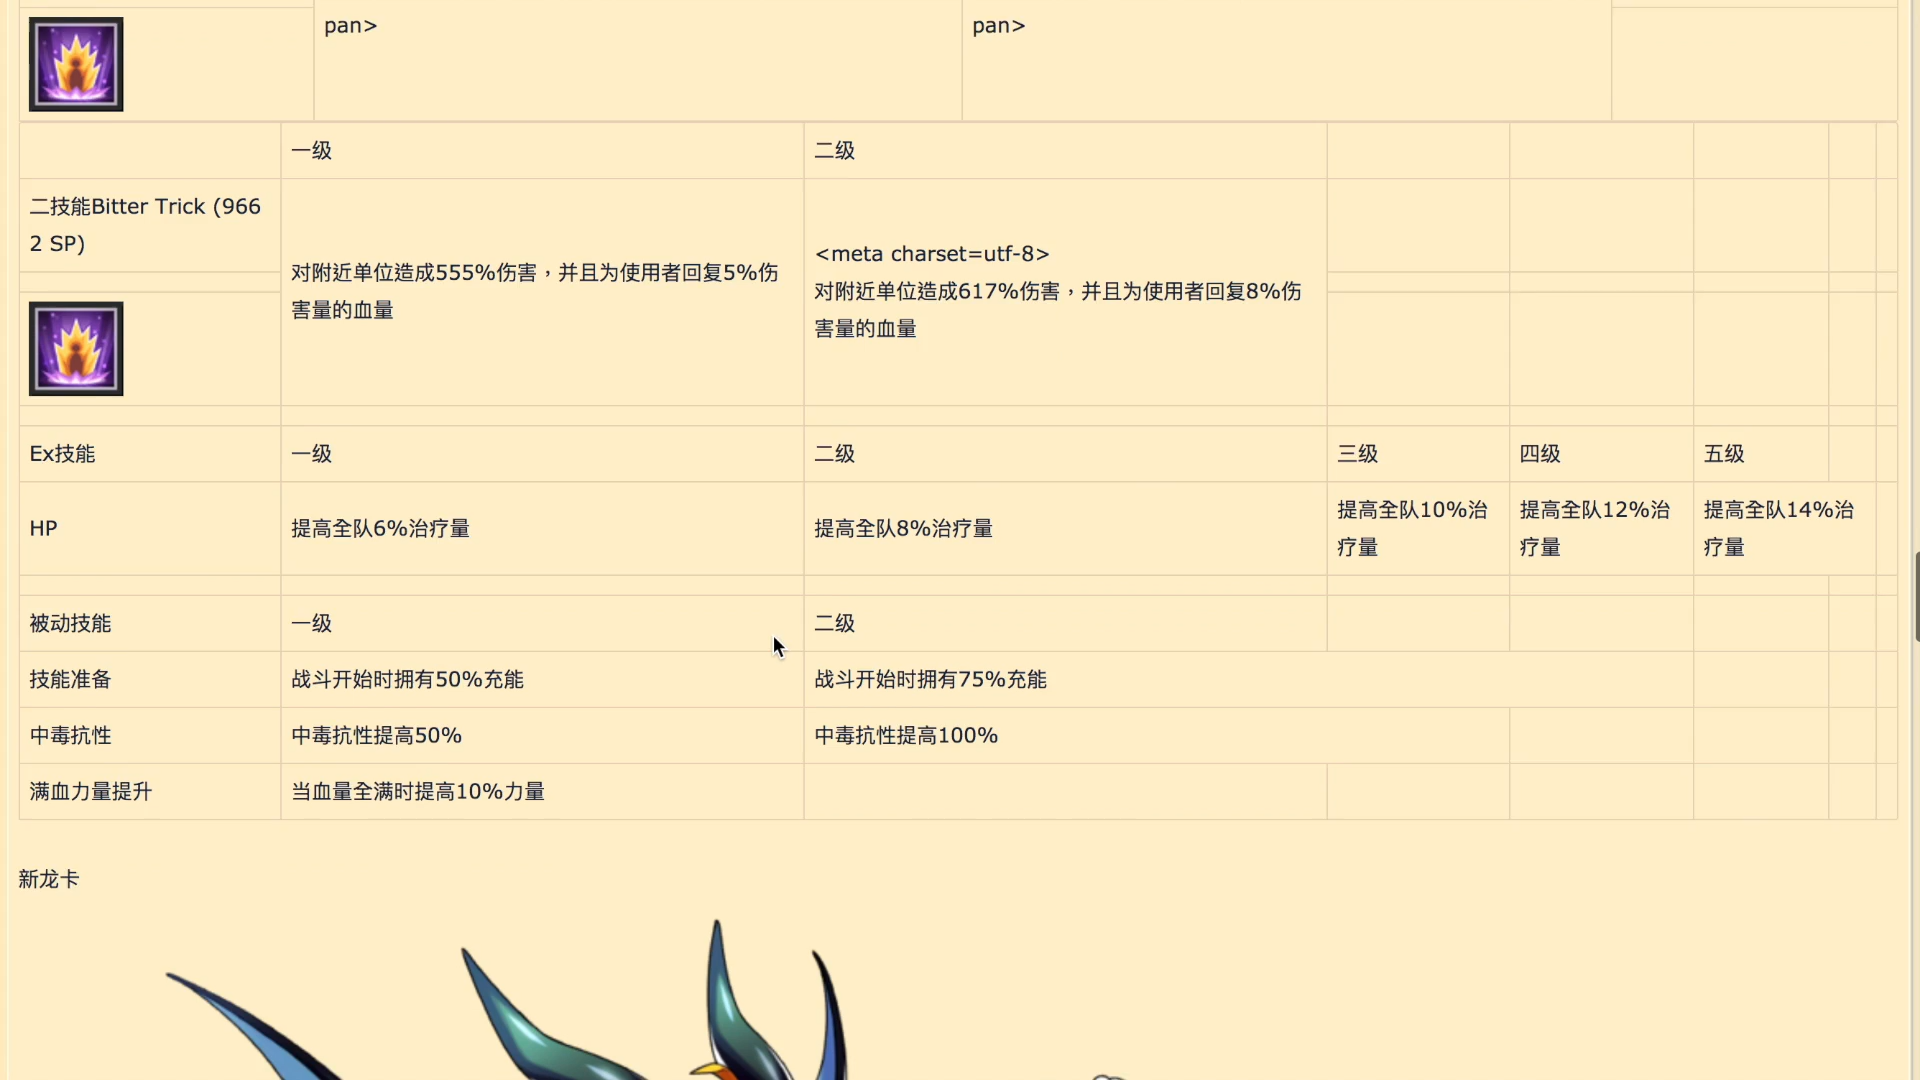 pan>
pan>
一级
二级
二技能Bitter Trick (966
2 SP)
对附近单位造成555%伤害，并且为使用者回复5%伤
害量的血量
<meta charset=utf-8>
对附近单位造成617%伤害，并且为使用者回复8%伤
害量的血量
Ex技能
一级
二级
三级
四级
五级
HP
提高全队6%治疗量
提高全队8%治疗量
提高全队10%治
疗量
提高全队12%治
疗量
提高全队14%治
疗量
被动技能
一级
二级
技能准备
战斗开始时拥有50%充能
战斗开始时拥有75%充能
中毒抗性
中毒抗性提高50%
中毒抗性提高100%
满血力量提升
当血量全满时提高10%力量
新龙卡